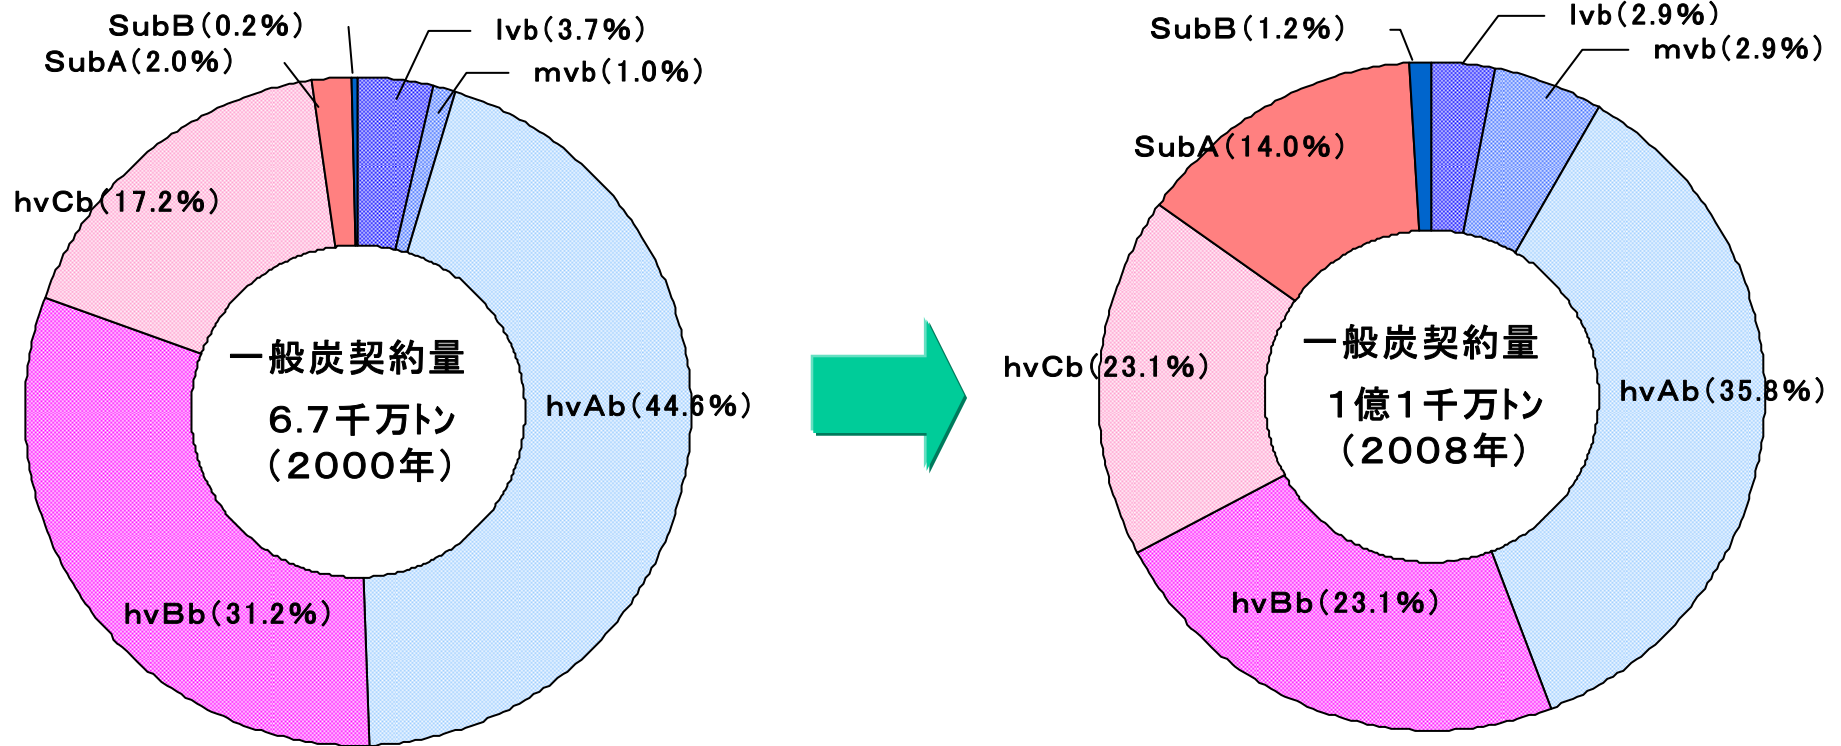 SubB(0.2%)
SubA(2.0%)
lvb(3.7%)
mvb(1.0%)
hvCb(17.2%)
一般炭契約量
6.7千万トン
(2000年)
hvAb(44.6%)
hvBb(31.2%)
SubB(1.2%)
lvb(2.9%)
mvb(2.9%)
SubA(14.0%)
hvCb(23.1%)
一般炭契約量
1億1千万トン
(2008年)
hvAb(35.8%)
hvBb(23.1%)